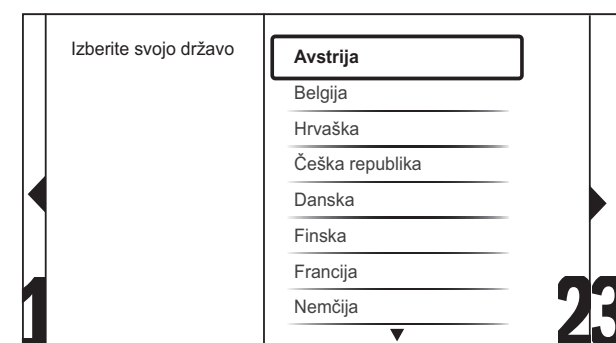 Izberite svojo državo
Avstrija
Belgija
Hrvaška
Češka republika
Danska
Finska
Francija
Nemčija
1
23